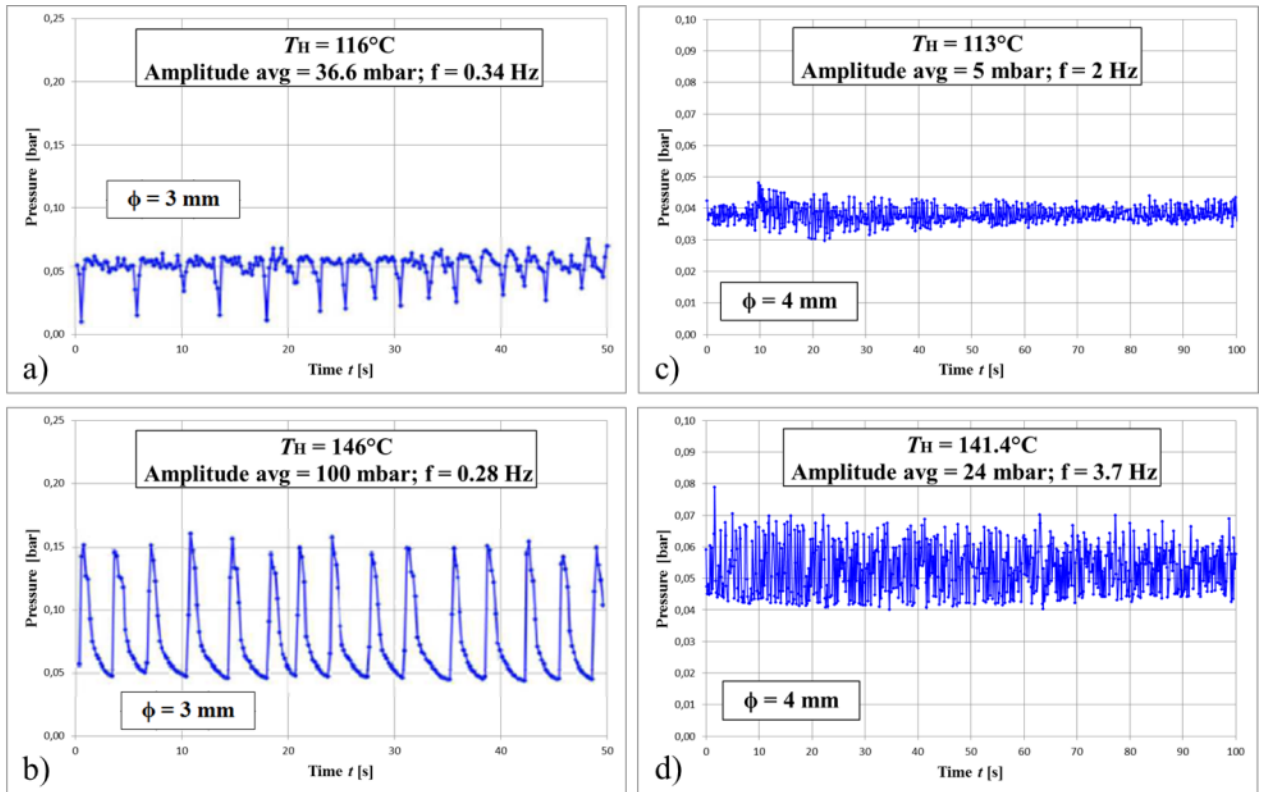 0,25
0,20
0,15
0,10
0,05
0,00
Pressure [bar]
TH = 116°C
Amplitude avg = 36.6 mbar; f = 0.34 Hz
ϕ = 3 mm
0 10 20 30 40 50
Time t [s]
a)
0,10
0,09
0,08
0,07
0,06
0,05
0,04
0,03
0,02
0,01
0,00
Pressure [bar]
TH = 113°C
Amplitude avg = 5 mbar; f = 2 Hz
ϕ = 4 mm
0 10 20 30 40 50 60 70 80 90 100
Time t [s]
c)
0,25
0,20
0,15
0,10
0,05
0,00
Pressure [bar]
TH = 146°C
Amplitude avg = 100 mbar; f = 0.28 Hz
ϕ = 3 mm
0 10 20 30 40 50
Time t [s]
b)
0,10
0,09
0,08
0,07
0,06
0,05
0,04
0,03
0,02
0,01
0,00
Pressure [bar]
TH = 141.4°C
Amplitude avg = 24 mbar; f = 3.7 Hz
ϕ = 4 mm
0 10 20 30 40 50 60 70 80 90 100
Time t [s]
d)